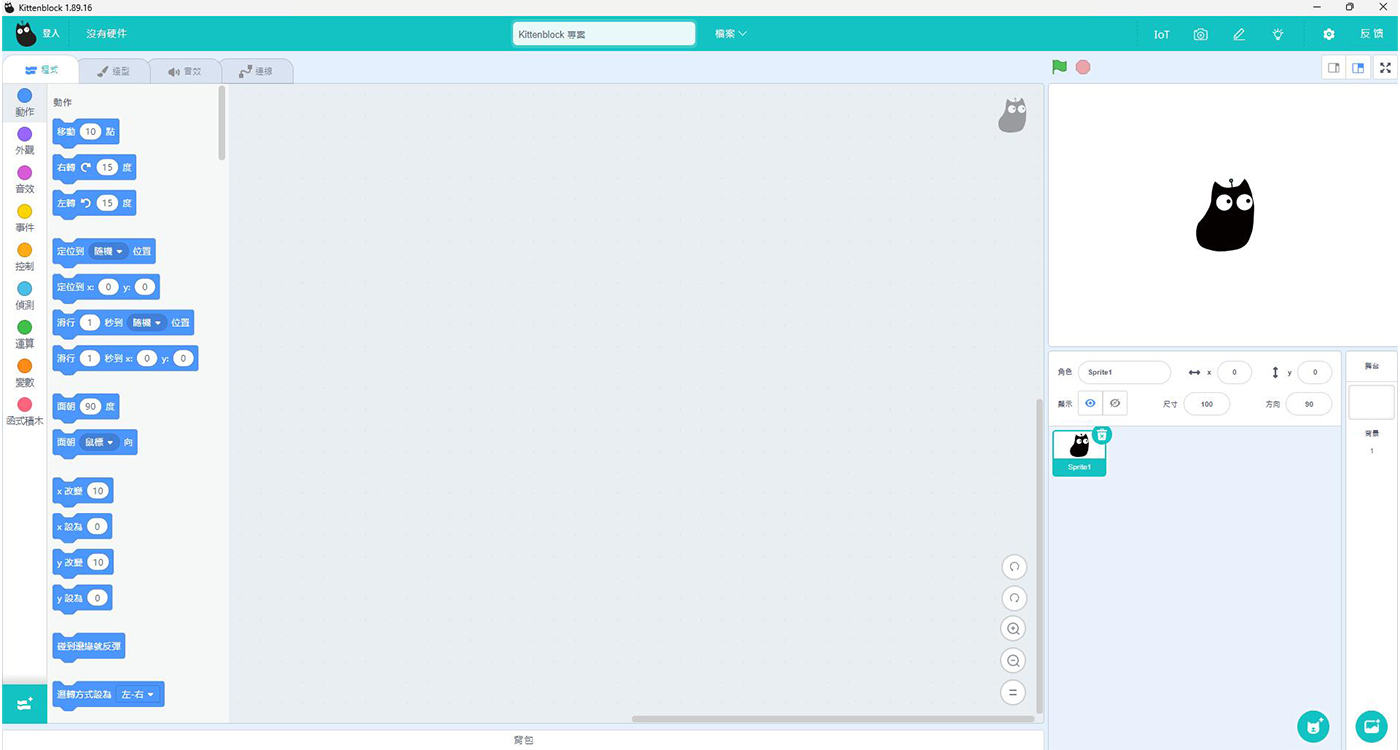 Kittenblock 1.89.16
登入 沒有硬件 Kittenblock 專案 檔案 IoT 反饋
程式 造型 音效 連線
動作
外觀
音效
事件
控制
偵測
運算
變數
函式積木
動作
移動 10 點
右轉 15 度
左轉 15 度
定位到 隨機 位置
定位到 x: 0 y: 0
滑行 1 秒到 隨機 位置
滑行 1 秒到 x: 0 y: 0
面朝 90 度
面朝 鼠標 向
x 改變 10
x 設為 0
y 改變 10
y 設為 0
碰到邊緣就反彈
迴轉方式設為 左-右
背包
角色 Sprite1 x 0 y 0
顯示 尺寸 100 方向 90
Sprite1
舞台
背景
1